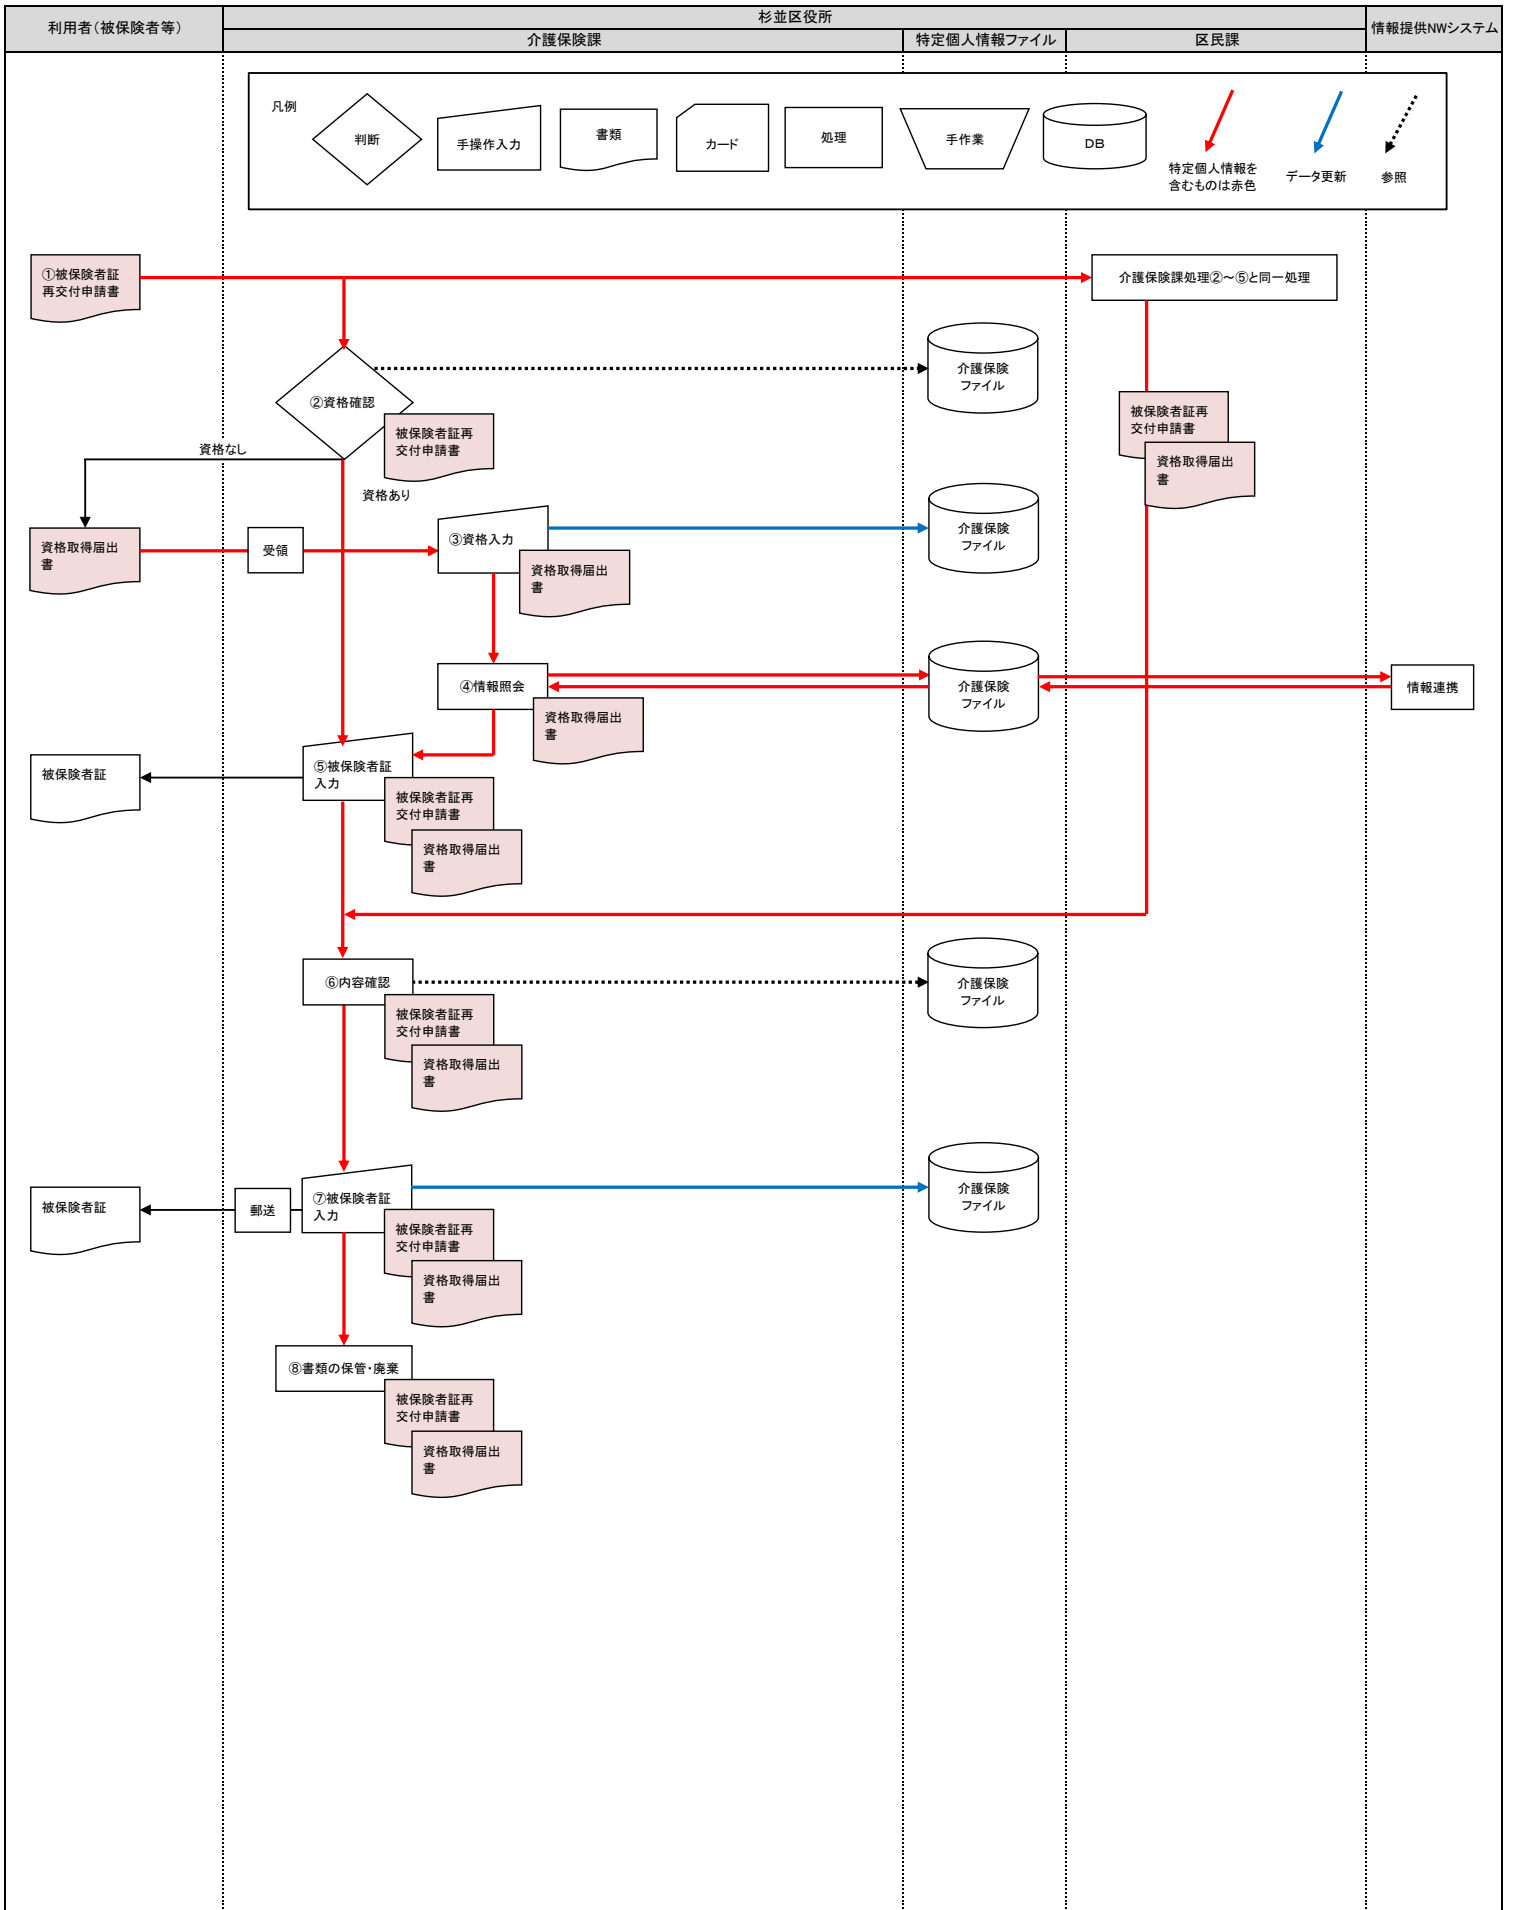 利用者（被保険者等）
杉並区役所
情報提供NWシステム
介護保険課
特定個人情報ファイル
区民課
凡例
判断
手操作入力
書類
カード
処理
手作業
ＤＢ
特定個人情報を
含むものは赤色
データ更新
参照
①被保険者証
再交付申請書
介護保険課処理②～⑤と同一処理
介護保険
ファイル
②資格確認
被保険者証再
交付申請書
被保険者証再
交付申請書
資格取得届出
書
資格なし
資格あり
資格取得届出
書
受領
③資格入力
資格取得届出
書
介護保険
ファイル
④情報照会
資格取得届出
書
介護保険
ファイル
情報連携
被保険者証
⑤被保険者証
入力
被保険者証再
交付申請書
資格取得届出
書
⑥内容確認
被保険者証再
交付申請書
資格取得届出
書
介護保険
ファイル
被保険者証
郵送
⑦被保険者証
入力
被保険者証再
交付申請書
資格取得届出
書
介護保険
ファイル
⑧書類の保管・廃棄
被保険者証再
交付申請書
資格取得届出
書